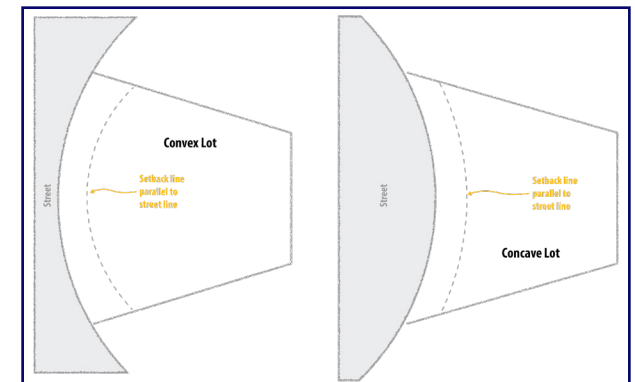 Street
Convex Lot
Setback line
parallel to
street line
Street
Setback line
parallel to
street line
Concave Lot